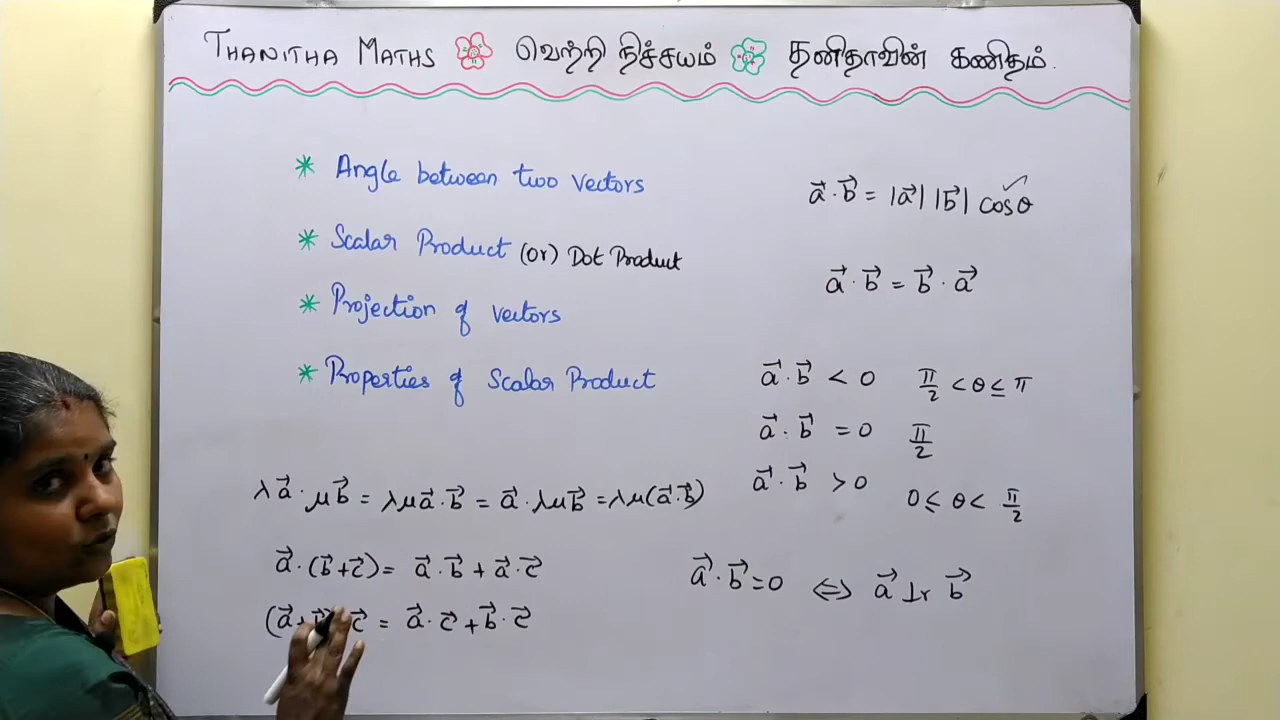 THANITHA MATHS வெற்றி நிச்சயம் தனிதாவின் கணிதம்.
* Angle between two vectors
* Scalar Product (Or) Dot Product
* Projection of vectors
* Properties of Scalar Product
λa⃗ · μb⃗ = λμa⃗ · b⃗ = a⃗ · λμb⃗ = λμ(a⃗ · b⃗)
a⃗ · (b⃗ + c⃗) = a⃗ · b⃗ + a⃗ · c⃗
(a⃗ + c⃗ = a⃗ · c⃗ + b⃗ · c⃗
a⃗ · b⃗ = |a⃗| |b⃗| cosθ ✓
a⃗ · b⃗ = b⃗ · a⃗
a⃗ · b⃗ < 0 π/2 < θ ≤ π
a⃗ · b⃗ = 0 π/2
a⃗ · b⃗ > 0 0 ≤ θ < π/2
a⃗ · b⃗ = 0 ⇔ a⃗ ⊥r b⃗